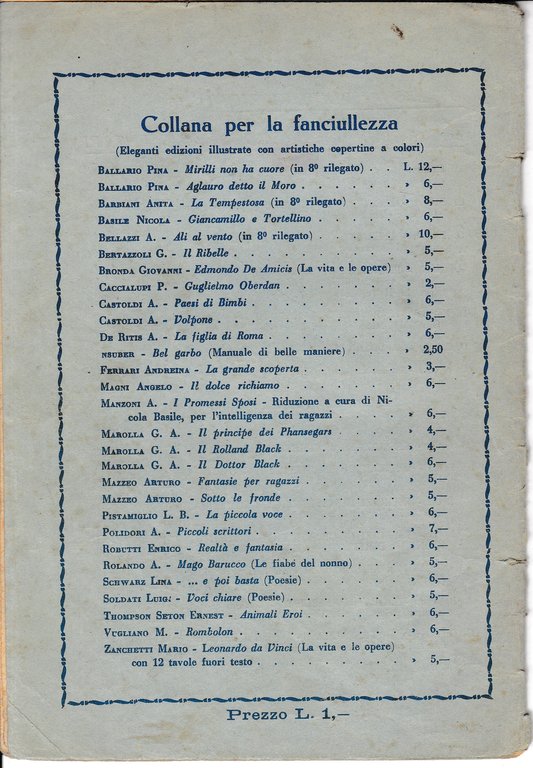 Collana per la fanciullezza
(Eleganti edizioni illustrate con artistiche copertine a colori)
BALLARIO PINA - Mirilli non ha cuore (in 8º rilegato) . . L. 12,—
BALLARIO PINA - Aglauro detto il Moro . . . . . . » 6,—
BARBIANI ANITA - La Tempestosa (in 8º rilegato) . . . . » 8,—
BASILE NICOLA - Giancamillo e Tortellino . . . . . . » 6,—
BELLAZZI A. - Ali al vento (in 8º rilegato) . . . . . . » 10,—
BERTAZZOLI G. - Il Ribelle . . . . . . . . . . » 5,—
BRONDA GIOVANNI - Edmondo De Amicis (La vita e le opere) » 5,—
CACCIALUPI P. - Guglielmo Oberdan . . . . . . . » 2,—
CASTOLDI A. - Paesi di Bimbi . . . . . . . . . » 6,—
CASTOLDI A. - Volpone . . . . . . . . . . . » 5,—
DE RITIS A. - La figlia di Roma . . . . . . . . » 6,—
NSUBER - Bel garbo (Manuale di belle maniere) . . . . » 2,50
FERRARI ANDREINA - La grande scoperta . . . . . . » 3,—
MAGNI ANGELO - Il dolce richiamo . . . . . . . . » 6,—
MANZONI A. - I Promessi Sposi - Riduzione a cura di Ni-
cola Basile, per l'intelligenza dei ragazzi . . . . . » 6,—
MAROLLA G. A. - Il principe dei Phansegars . . . . . » 4,—
MAROLLA G. A. - Il Rolland Black . . . . . . . . » 4,—
MAROLLA G. A. - Il Dottor Black . . . . . . . . » 6,—
MAZZEO ARTURO - Fantasie per ragazzi . . . . . . » 5,—
MAZZEO ARTURO - Sotto le fronde . . . . . . . . » 5,—
PISTAMIGLIO L. B. - La piccola voce . . . . . . . » 6,—
POLIDORI A. - Piccoli scrittori . . . . . . . . . » 7,—
ROBUTTI ENRICO - Realtà e fantasia . . . . . . . » 6,—
ROLANDO A. - Mago Barucco (Le fiabe del nonno) . . . » 5,—
SCHWARZ LINA - ... e poi basta (Poesie) . . . . . . » 6,—
SOLDATI LUIGI - Voci chiare (Poesie) . . . . . . . » 5,—
THOMPSON SETON ERNEST - Animali Eroi . . . . . . » 6,—
VUGLIANO M. - Rombolon . . . . . . . . . . » 6,—
ZANCHETTI MARIO - Leonardo da Vinci (La vita e le opere)
con 12 tavole fuori testo . . . . . . . . . . » 5,—
Prezzo L. 1,—